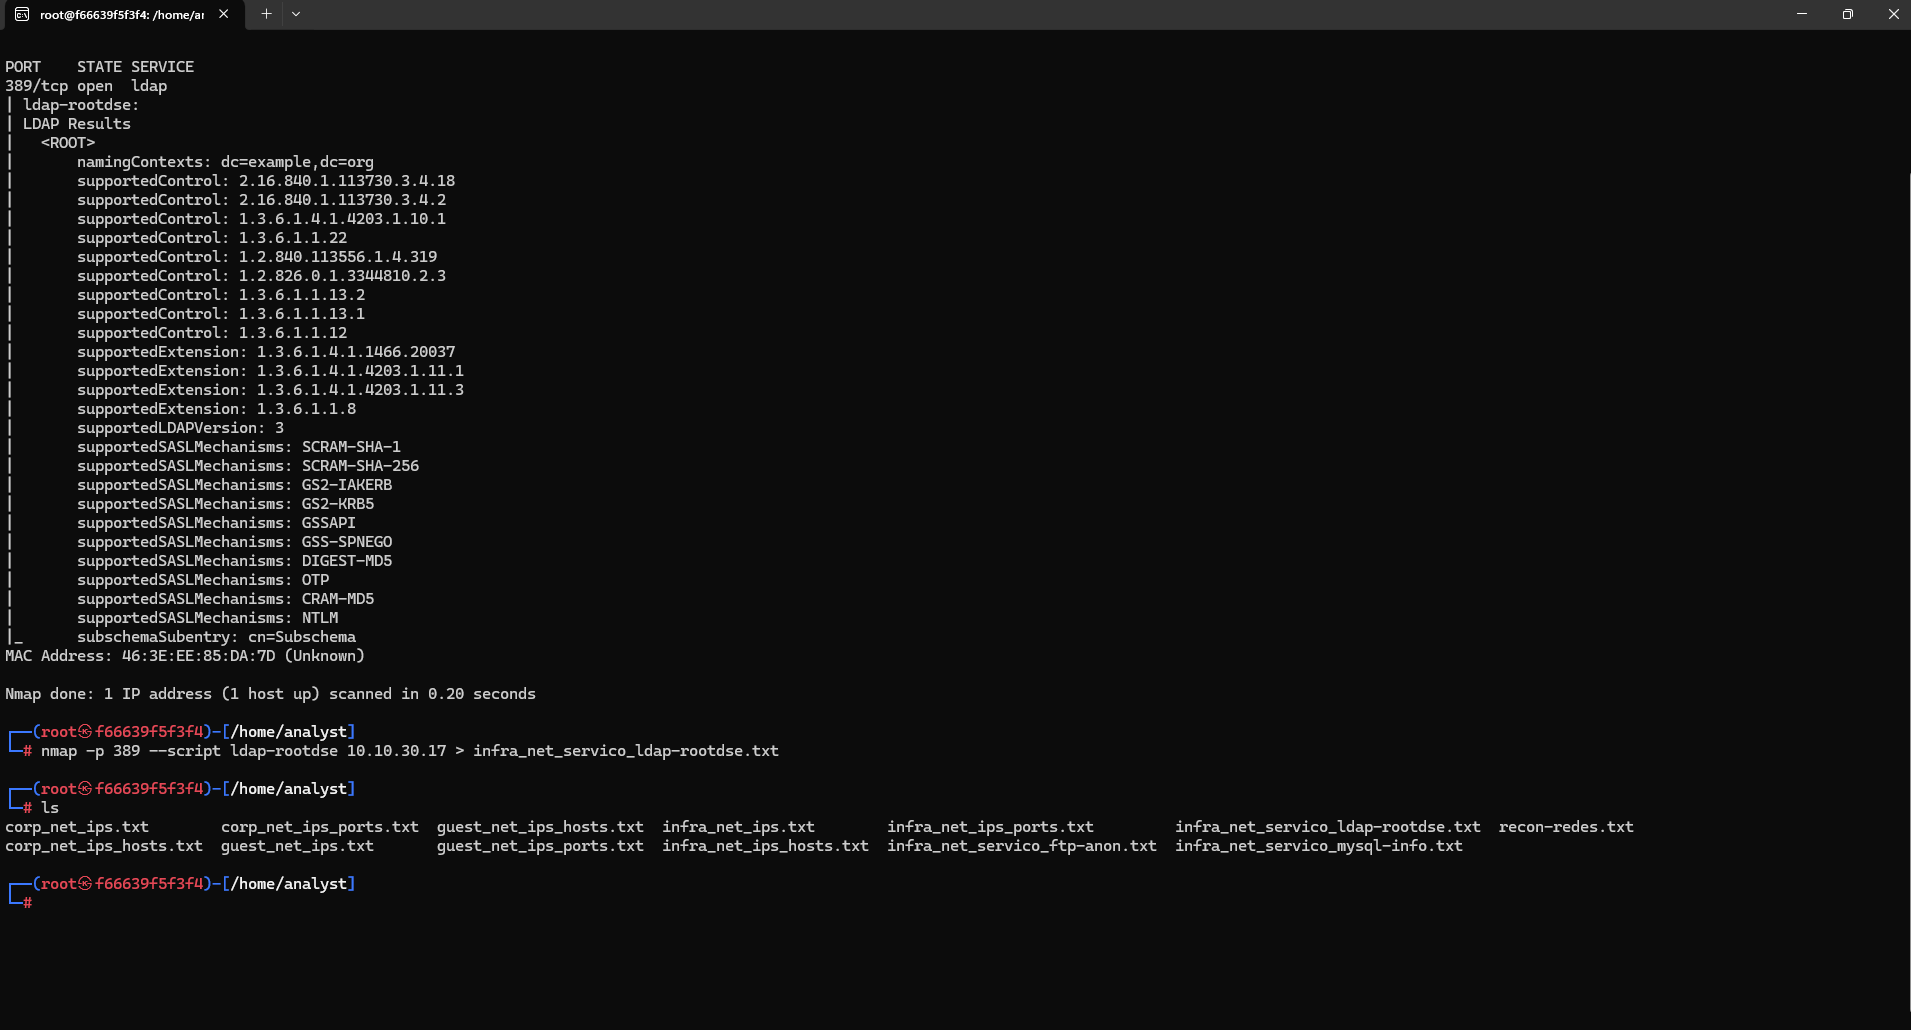 root@f66639f5f3f4: /home/ar
PORT    STATE SERVICE
389/tcp open  ldap
| ldap-rootdse:
| LDAP Results
|   <ROOT>
|       namingContexts: dc=example,dc=org
|       supportedControl: 2.16.840.1.113730.3.4.18
|       supportedControl: 2.16.840.1.113730.3.4.2
|       supportedControl: 1.3.6.1.4.1.4203.1.10.1
|       supportedControl: 1.3.6.1.1.22
|       supportedControl: 1.2.840.113556.1.4.319
|       supportedControl: 1.2.826.0.1.3344810.2.3
|       supportedControl: 1.3.6.1.1.13.2
|       supportedControl: 1.3.6.1.1.13.1
|       supportedControl: 1.3.6.1.1.12
|       supportedExtension: 1.3.6.1.4.1.1466.20037
|       supportedExtension: 1.3.6.1.4.1.4203.1.11.1
|       supportedExtension: 1.3.6.1.4.1.4203.1.11.3
|       supportedExtension: 1.3.6.1.1.8
|       supportedLDAPVersion: 3
|       supportedSASLMechanisms: SCRAM-SHA-1
|       supportedSASLMechanisms: SCRAM-SHA-256
|       supportedSASLMechanisms: GS2-IAKERB
|       supportedSASLMechanisms: GS2-KRB5
|       supportedSASLMechanisms: GSSAPI
|       supportedSASLMechanisms: GSS-SPNEGO
|       supportedSASLMechanisms: DIGEST-MD5
|       supportedSASLMechanisms: OTP
|       supportedSASLMechanisms: CRAM-MD5
|       supportedSASLMechanisms: NTLM
|_      subschemaSubentry: cn=Subschema
MAC Address: 46:3E:EE:85:DA:7D (Unknown)
Nmap done: 1 IP address (1 host up) scanned in 0.20 seconds
┌──(root㉿f66639f5f3f4)-[/home/analyst]
└─# nmap -p 389 --script ldap-rootdse 10.10.30.17 > infra_net_servico_ldap-rootdse.txt
┌──(root㉿f66639f5f3f4)-[/home/analyst]
└─# ls
corp_net_ips.txt        corp_net_ips_ports.txt  guest_net_ips_hosts.txt  infra_net_ips.txt        infra_net_ips_ports.txt         infra_net_servico_ldap-rootdse.txt  recon-redes.txt
corp_net_ips_hosts.txt  guest_net_ips.txt       guest_net_ips_ports.txt  infra_net_ips_hosts.txt  infra_net_servico_ftp-anon.txt  infra_net_servico_mysql-info.txt
┌──(root㉿f66639f5f3f4)-[/home/analyst]
└─#